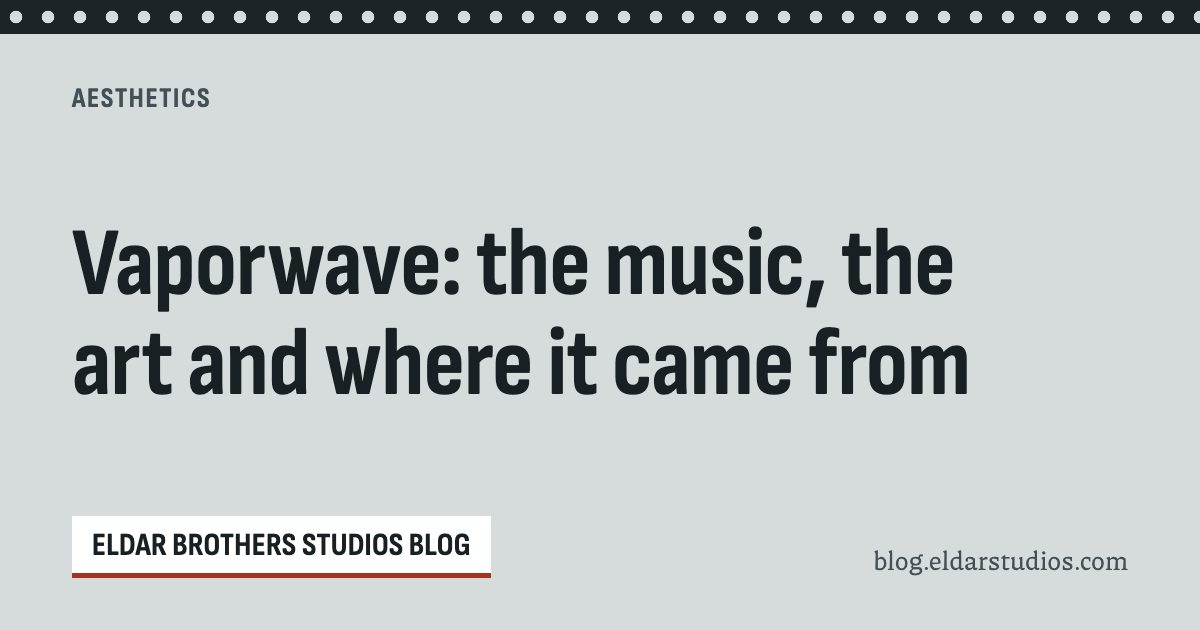 AESTHETICS
Vaporwave: the music, the
art and where it came from
ELDAR BROTHERS STUDIOS BLOG
blog.eldarstudios.com